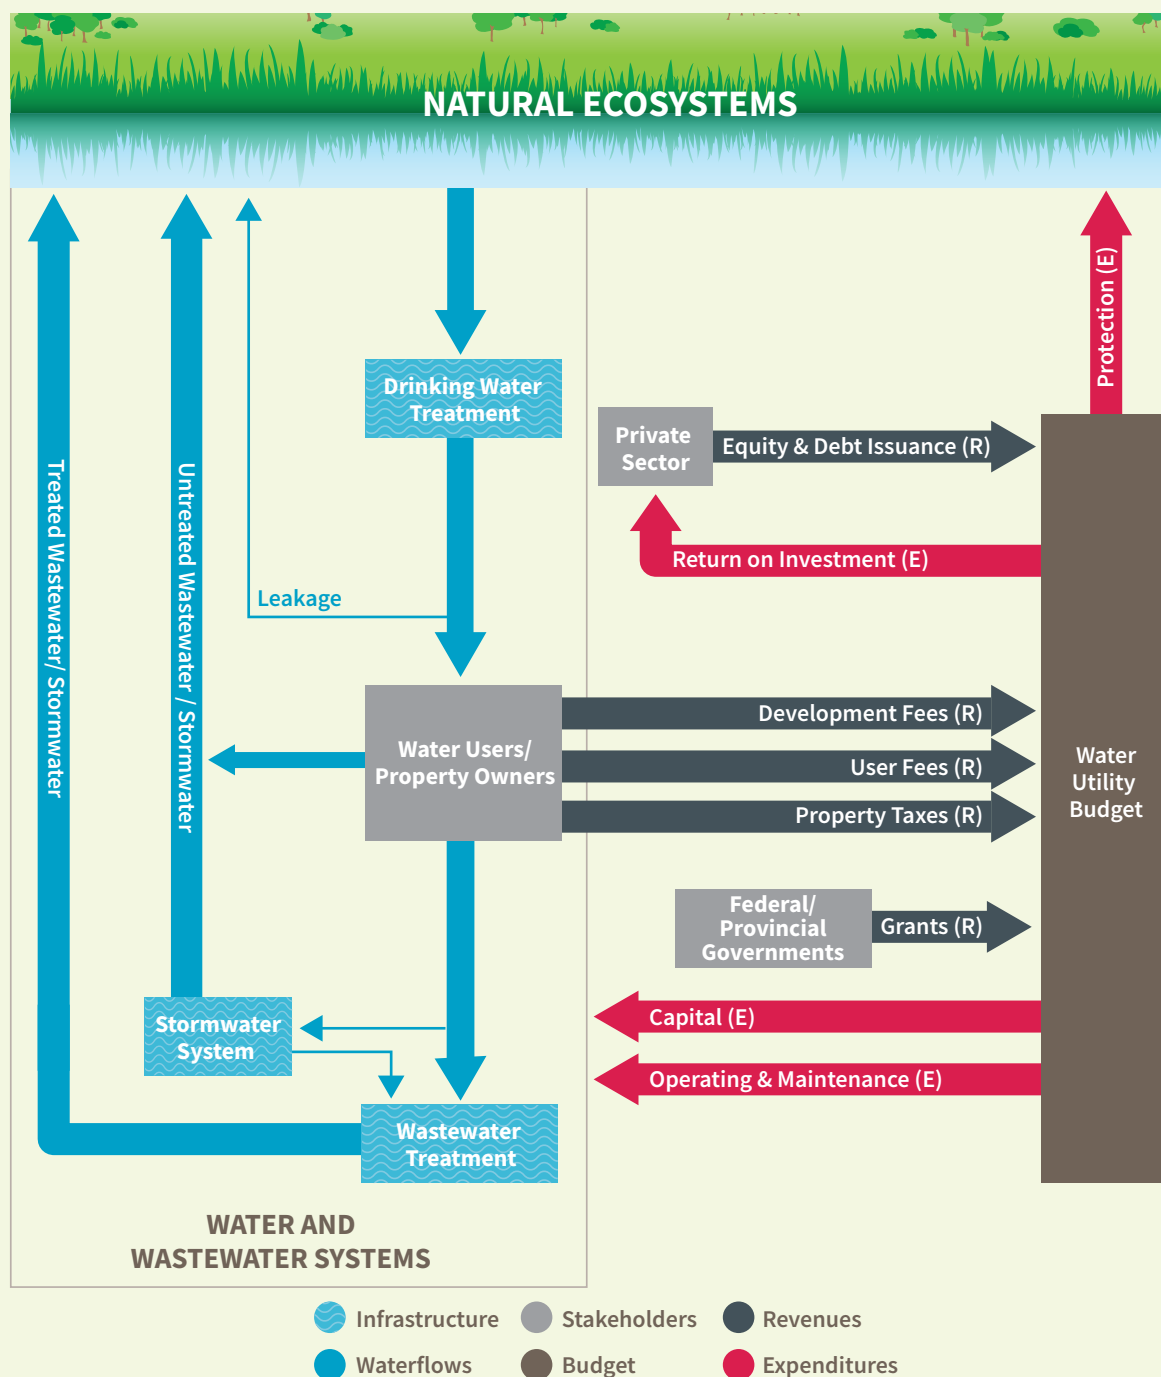 NATURAL ECOSYSTEMS
Protection (E)
Drinking Water
Treatment
Private
Sector
Equity & Debt Issuance (R)
Return on Investment (E)
Leakage
Treated Wastewater/ Stormwater
Untreated Wastewater / Stormwater
Water Users/
Property Owners
Development Fees (R)
User Fees (R)
Property Taxes (R)
Water
Utility
Budget
Federal/
Provincial
Governments
Grants (R)
Capital (E)
Operating & Maintenance (E)
Stormwater
System
Wastewater
Treatment
WATER AND
WASTEWATER SYSTEMS
Infrastructure
Stakeholders
Revenues
Waterflows
Budget
Expenditures